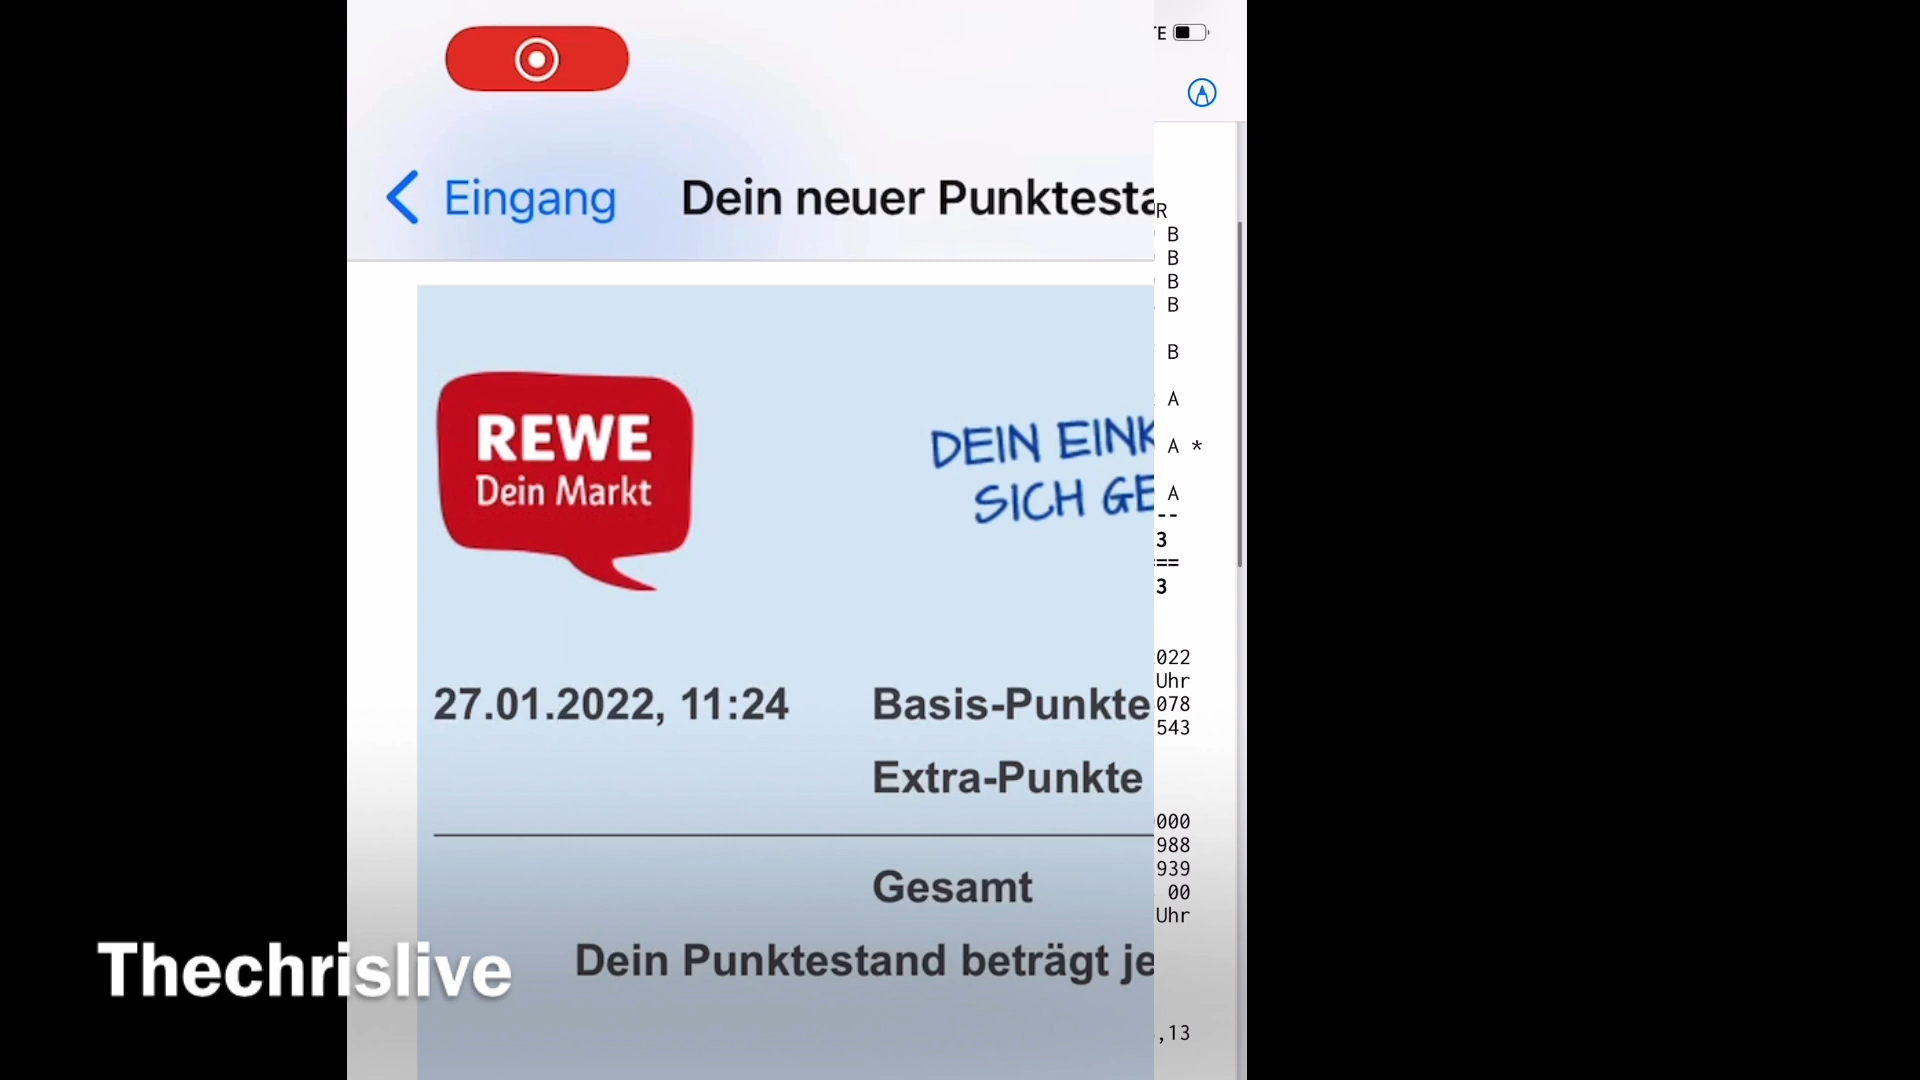 Eingang
Dein neuer Punktesta
REWE
Dein Markt
DEIN EINK
SICH GE
27.01.2022, 11:24
Basis-Punkte
Extra-Punkte
Gesamt
Dein Punktestand beträgt je
Thechrislive
TE
R
B
B
B
B
B
A
A *
A
--
3
===
3
022
Uhr
078
543
000
988
939
00
Uhr
,13